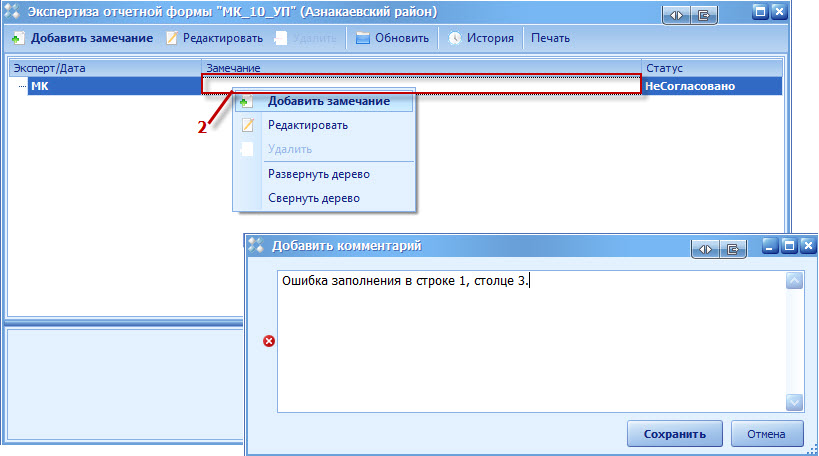 Экспертиза отчетной формы "МК_10_УП" (Азнакаевский район)
Добавить замечание Редактировать Удалить Обновить История Печать
Эксперт/Дата Замечание Статус
МК НеСогласовано
2
Добавить замечание
Редактировать
Удалить
Развернуть дерево
Свернуть дерево
Добавить комментарий
Ошибка заполнения в строке 1, столце 3.
Сохранить Отмена